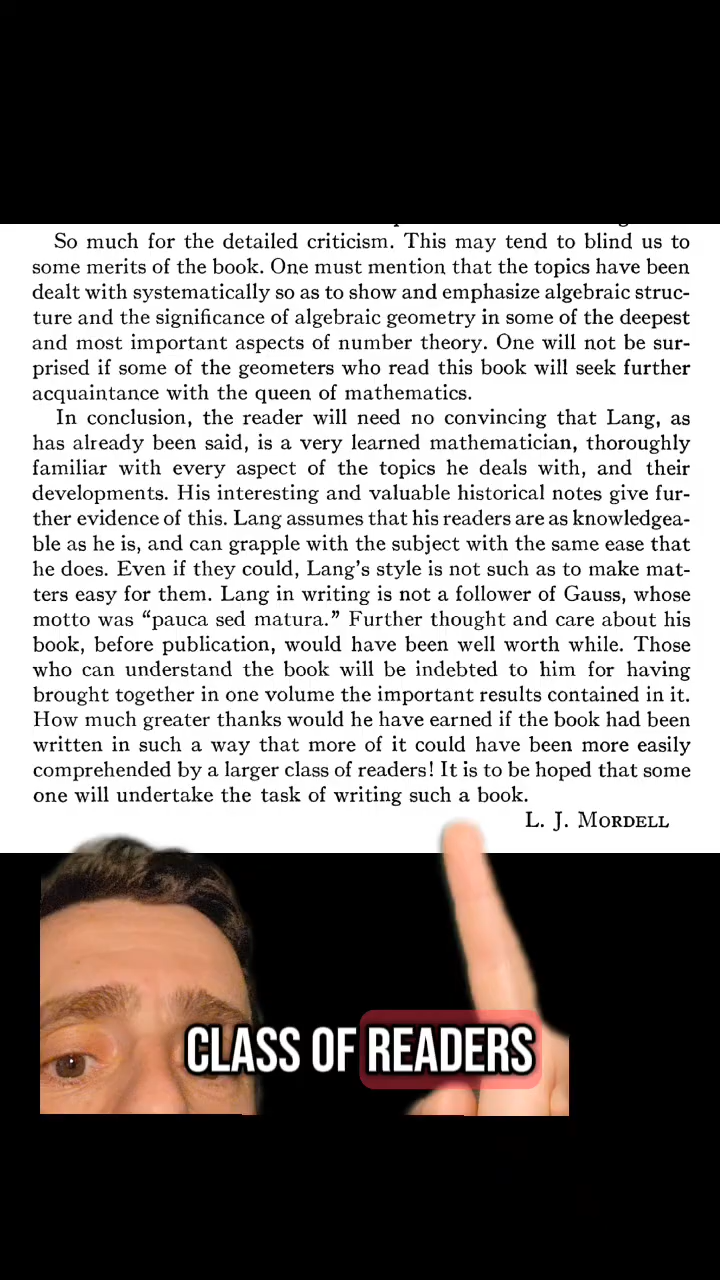 So much for the detailed criticism. This may tend to blind us to
some merits of the book. One must mention that the topics have been
dealt with systematically so as to show and emphasize algebraic struc-
ture and the significance of algebraic geometry in some of the deepest
and most important aspects of number theory. One will not be sur-
prised if some of the geometers who read this book will seek further
acquaintance with the queen of mathematics.
In conclusion, the reader will need no convincing that Lang, as
has already been said, is a very learned mathematician, thoroughly
familiar with every aspect of the topics he deals with, and their
developments. His interesting and valuable historical notes give fur-
ther evidence of this. Lang assumes that his readers are as knowledgea-
ble as he is, and can grapple with the subject with the same ease that
he does. Even if they could, Lang's style is not such as to make mat-
ters easy for them. Lang in writing is not a follower of Gauss, whose
motto was “pauca sed matura.” Further thought and care about his
book, before publication, would have been well worth while. Those
who can understand the book will be indebted to him for having
brought together in one volume the important results contained in it.
How much greater thanks would he have earned if the book had been
written in such a way that more of it could have been more easily
comprehended by a larger class of readers! It is to be hoped that some
one will undertake the task of writing such a book.
L. J. MORDELL
CLASS OF READERS